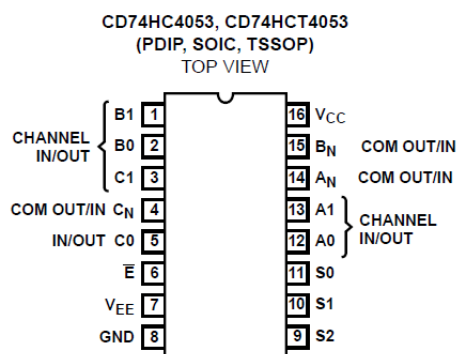 CD74HC4053, CD74HCT4053
(PDIP, SOIC, TSSOP)
TOP VIEW
B1 1 16 VCC
CHANNEL IN/OUT
B0 2 15 BN COM OUT/IN
C1 3 14 AN COM OUT/IN
COM OUT/IN CN 4 13 A1
CHANNEL IN/OUT
IN/OUT C0 5 12 A0
E̅ 6 11 S0
VEE 7 10 S1
GND 8 9 S2